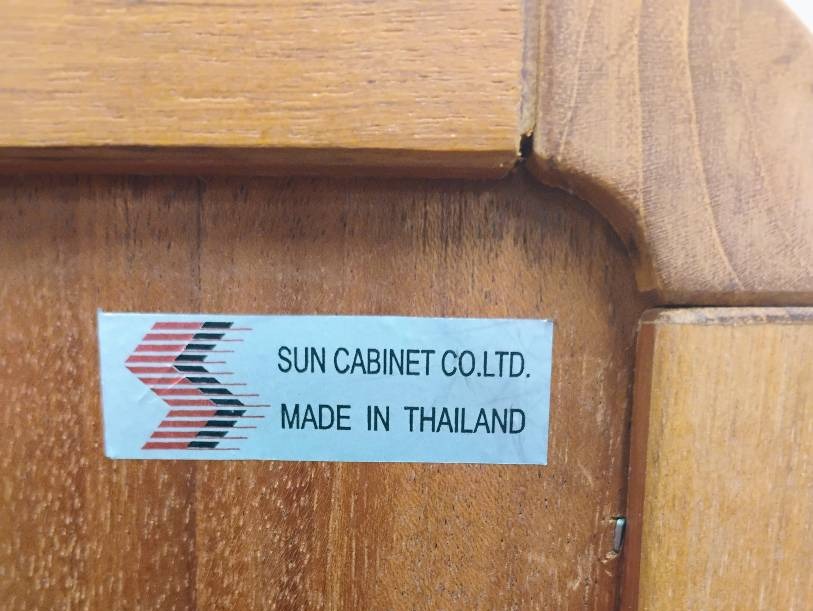 SUN CABINET CO.LTD.
MADE IN THAILAND